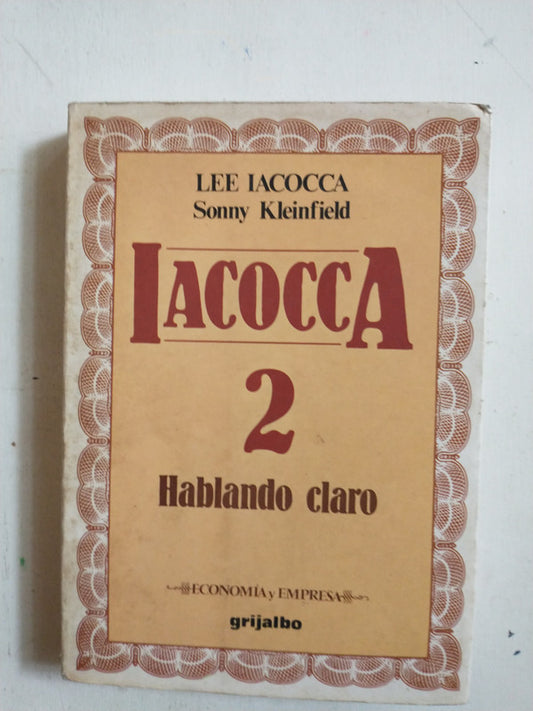 LEE IACOCCA
Sonny Kleinfield
IACOCCA
2
Hablando claro
ECONOMÍA y EMPRESA
grijalbo